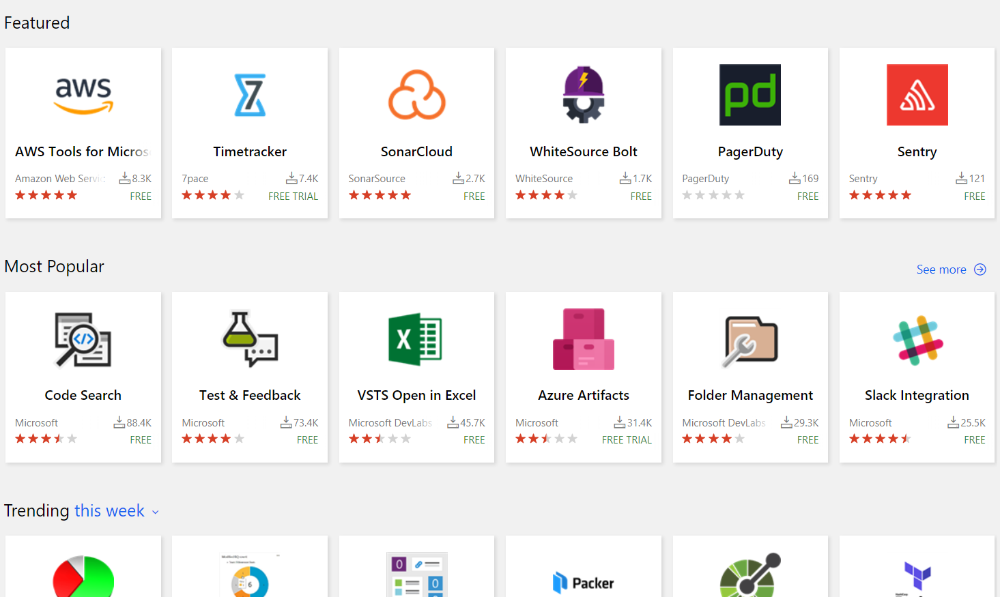 Featured
aws
7
pd
AWS Tools for Micros
Timetracker
SonarCloud
WhiteSource Bolt
PagerDuty
Sentry
Amazon Web Servi
8.3K
7pace
7.4K
SonarSource
2.7K
WhiteSource
1.7K
PagerDuty
169
Sentry
121
FREE
FREE TRIAL
FREE
FREE
FREE
FREE
Most Popular
See more
</>
X
Code Search
Test & Feedback
VSTS Open in Excel
Azure Artifacts
Folder Management
Slack Integration
Microsoft
88.4K
Microsoft
73.4K
Microsoft DevLabs
45.7K
Microsoft
31.4K
Microsoft DevLabs
29.3K
Microsoft
25.5K
FREE
FREE
FREE
FREE TRIAL
FREE
FREE
Trending this week
0
0
6
Packer